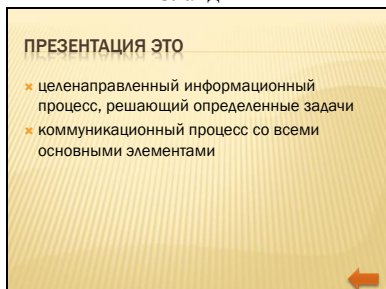 ПРЕЗЕНТАЦИЯ ЭТО
целенаправленный информационный
процесс, решающий определенные задачи
коммуникационный процесс со всеми
основными элементами